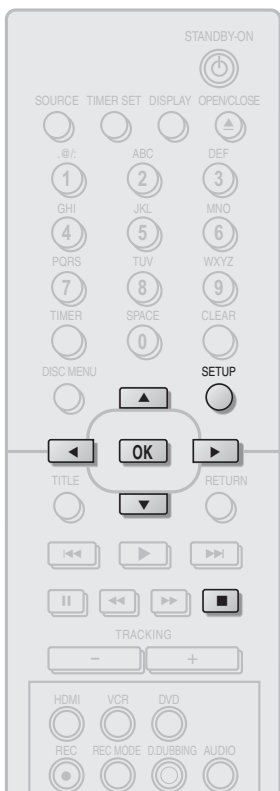 STANDBY-ON
SOURCE TIMER SET DISPLAY OPEN/CLOSE
.@/: ABC DEF
1 2 3
GHI JKL MNO
4 5 6
PQRS TUV WXYZ
7 8 9
TIMER SPACE CLEAR
0
DISC MENU SETUP
OK
TITLE RETURN
TRACKING
– +
HDMI VCR DVD
REC REC MODE D.DUBBING AUDIO